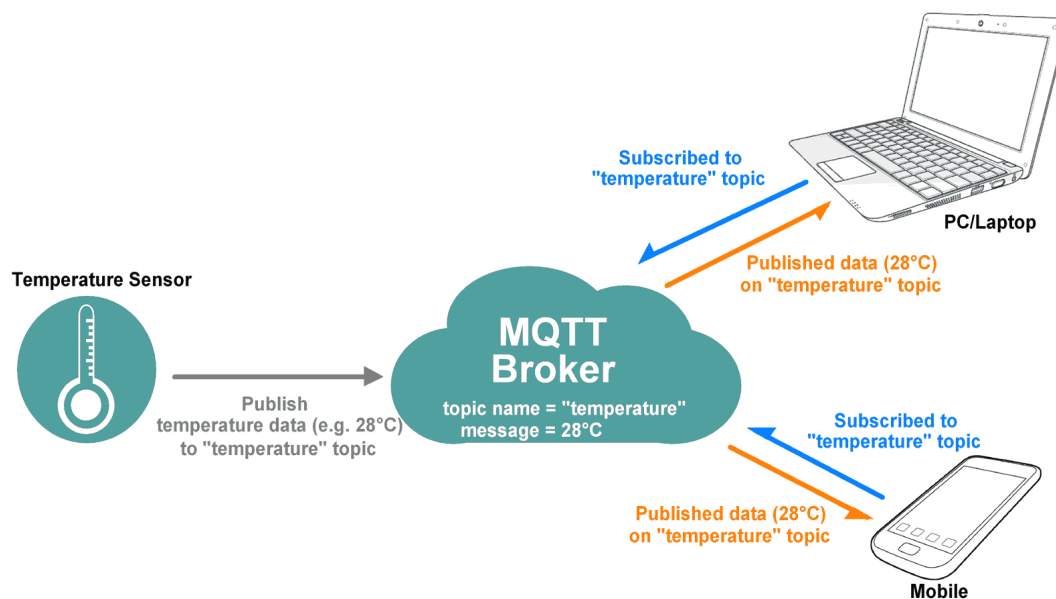 Subscribed to
"temperature" topic
PC/Laptop
Published data (28°C)
on "temperature" topic
Temperature Sensor
Publish
temperature data (e.g. 28°C)
to "temperature" topic
MQTT
Broker
topic name = "temperature"
message = 28°C
Subscribed to
"temperature" topic
Published data (28°C)
on "temperature" topic
Mobile